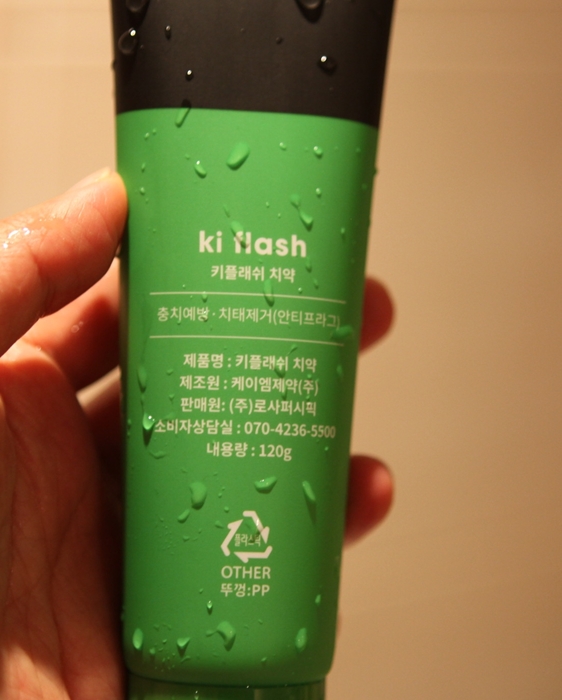 ki flash
키플래쉬 치약
충치예방·치태제거(안티프라그)
제품명 : 키플래쉬 치약
제조원 : 케이엠제약(주)
판매원: (주)로사퍼시픽
소비자상담실 : 070-4236-5500
내용량 : 120g
플라스틱
OTHER
뚜껑:PP